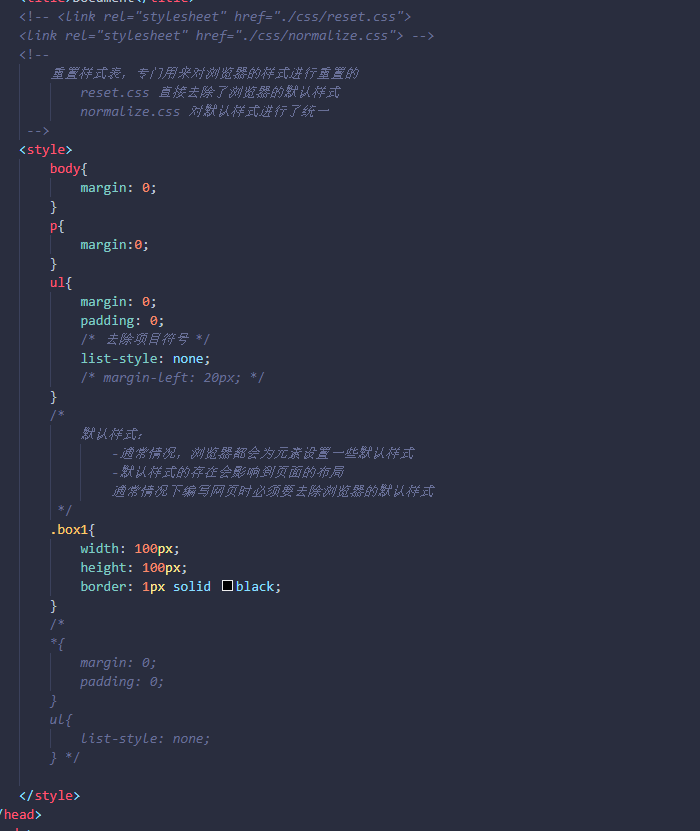 <title>Document</title>
<!-- <link rel="stylesheet" href="./css/reset.css">
<link rel="stylesheet" href="./css/normalize.css"> -->
<!--
重置样式表，专门用来对浏览器的样式进行重置的
reset.css 直接去除了浏览器的默认样式
normalize.css 对默认样式进行了统一
-->
<style>
body{
margin: 0;
}
p{
margin:0;
}
ul{
margin: 0;
padding: 0;
/* 去除项目符号 */
list-style: none;
/* margin-left: 20px; */
}
/*
默认样式：
-通常情况，浏览器都会为元素设置一些默认样式
-默认样式的存在会影响到页面的布局
通常情况下编写网页时必须要去除浏览器的默认样式
*/
.box1{
width: 100px;
height: 100px;
border: 1px solid black;
}
/*
*{
margin: 0;
padding: 0;
}
ul{
list-style: none;
} */
</style>
/head>